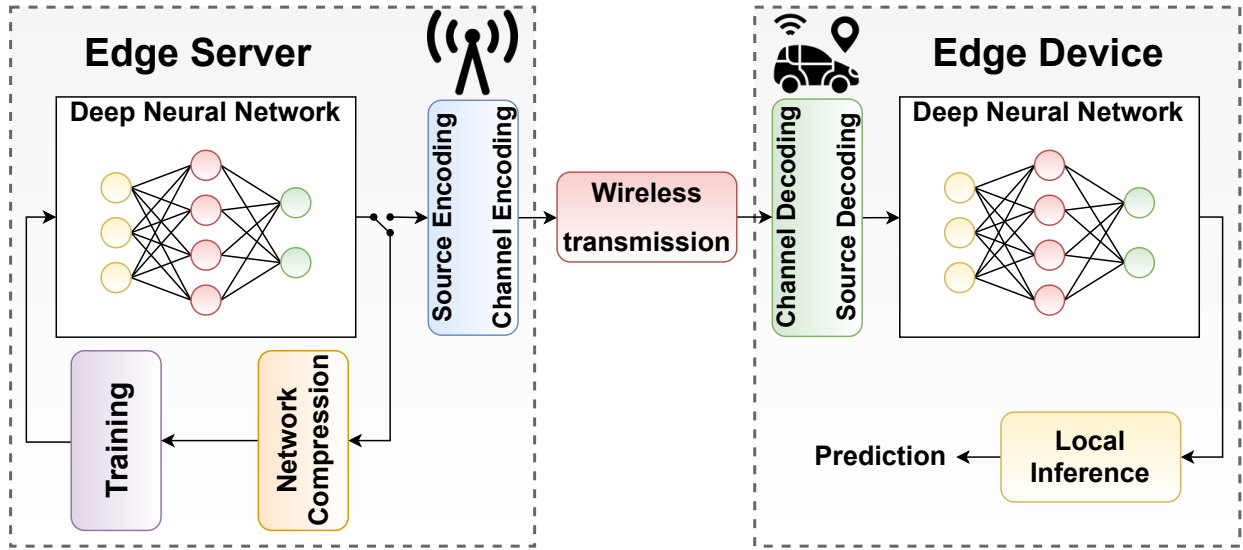 Edge Server
Deep Neural Network
Source Encoding
Channel Encoding
Training
Network
Compression
Wireless
transmission
Edge Device
Channel Decoding
Source Decoding
Deep Neural Network
Local
Inference
Prediction